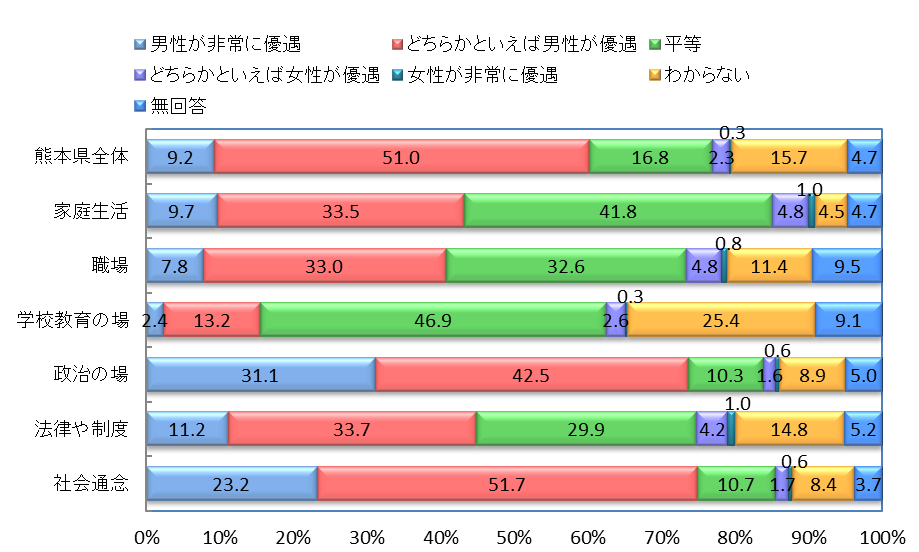 男性が非常に優遇 どちらかといえば男性が優遇 平等
どちらかといえば女性が優遇 女性が非常に優遇 わからない
無回答
熊本県全体 9.2 51.0 16.8 2.3 0.3 15.7 4.7
家庭生活 9.7 33.5 41.8 4.8 1.0 4.5 4.7
職場 7.8 33.0 32.6 4.8 0.8 11.4 9.5
学校教育の場 2.4 13.2 46.9 2.6 0.3 25.4 9.1
政治の場 31.1 42.5 10.3 1.6 0.6 8.9 5.0
法律や制度 11.2 33.7 29.9 4.2 1.0 14.8 5.2
社会通念 23.2 51.7 10.7 1.7 0.6 8.4 3.7
0% 10% 20% 30% 40% 50% 60% 70% 80% 90% 100%